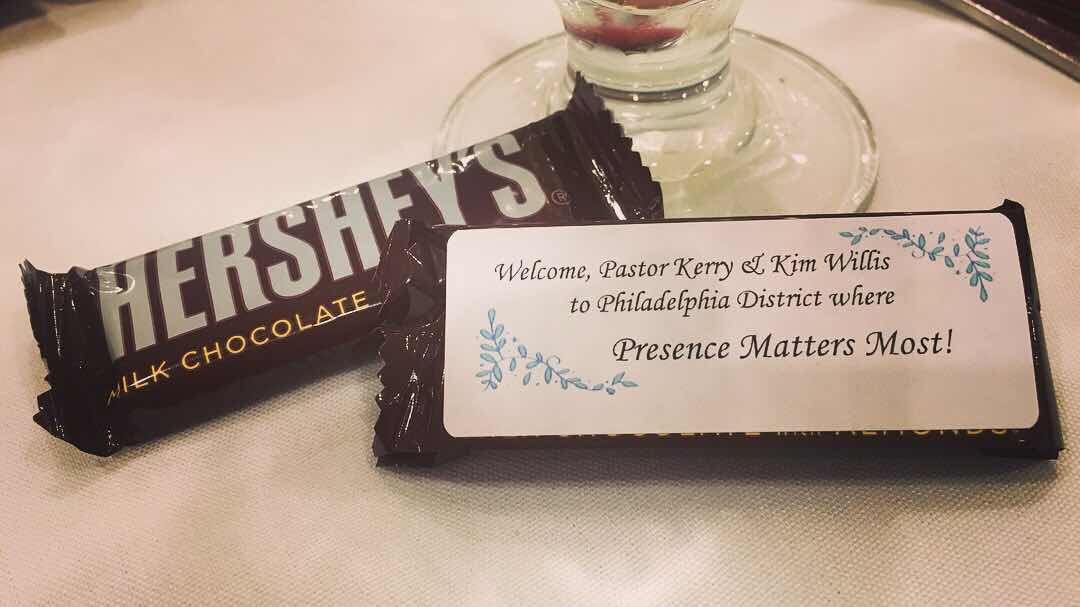 HERSHEY'S®
MILK CHOCOLATE
Welcome, Pastor Kerry & Kim Willis
to Philadelphia District where
Presence Matters Most!